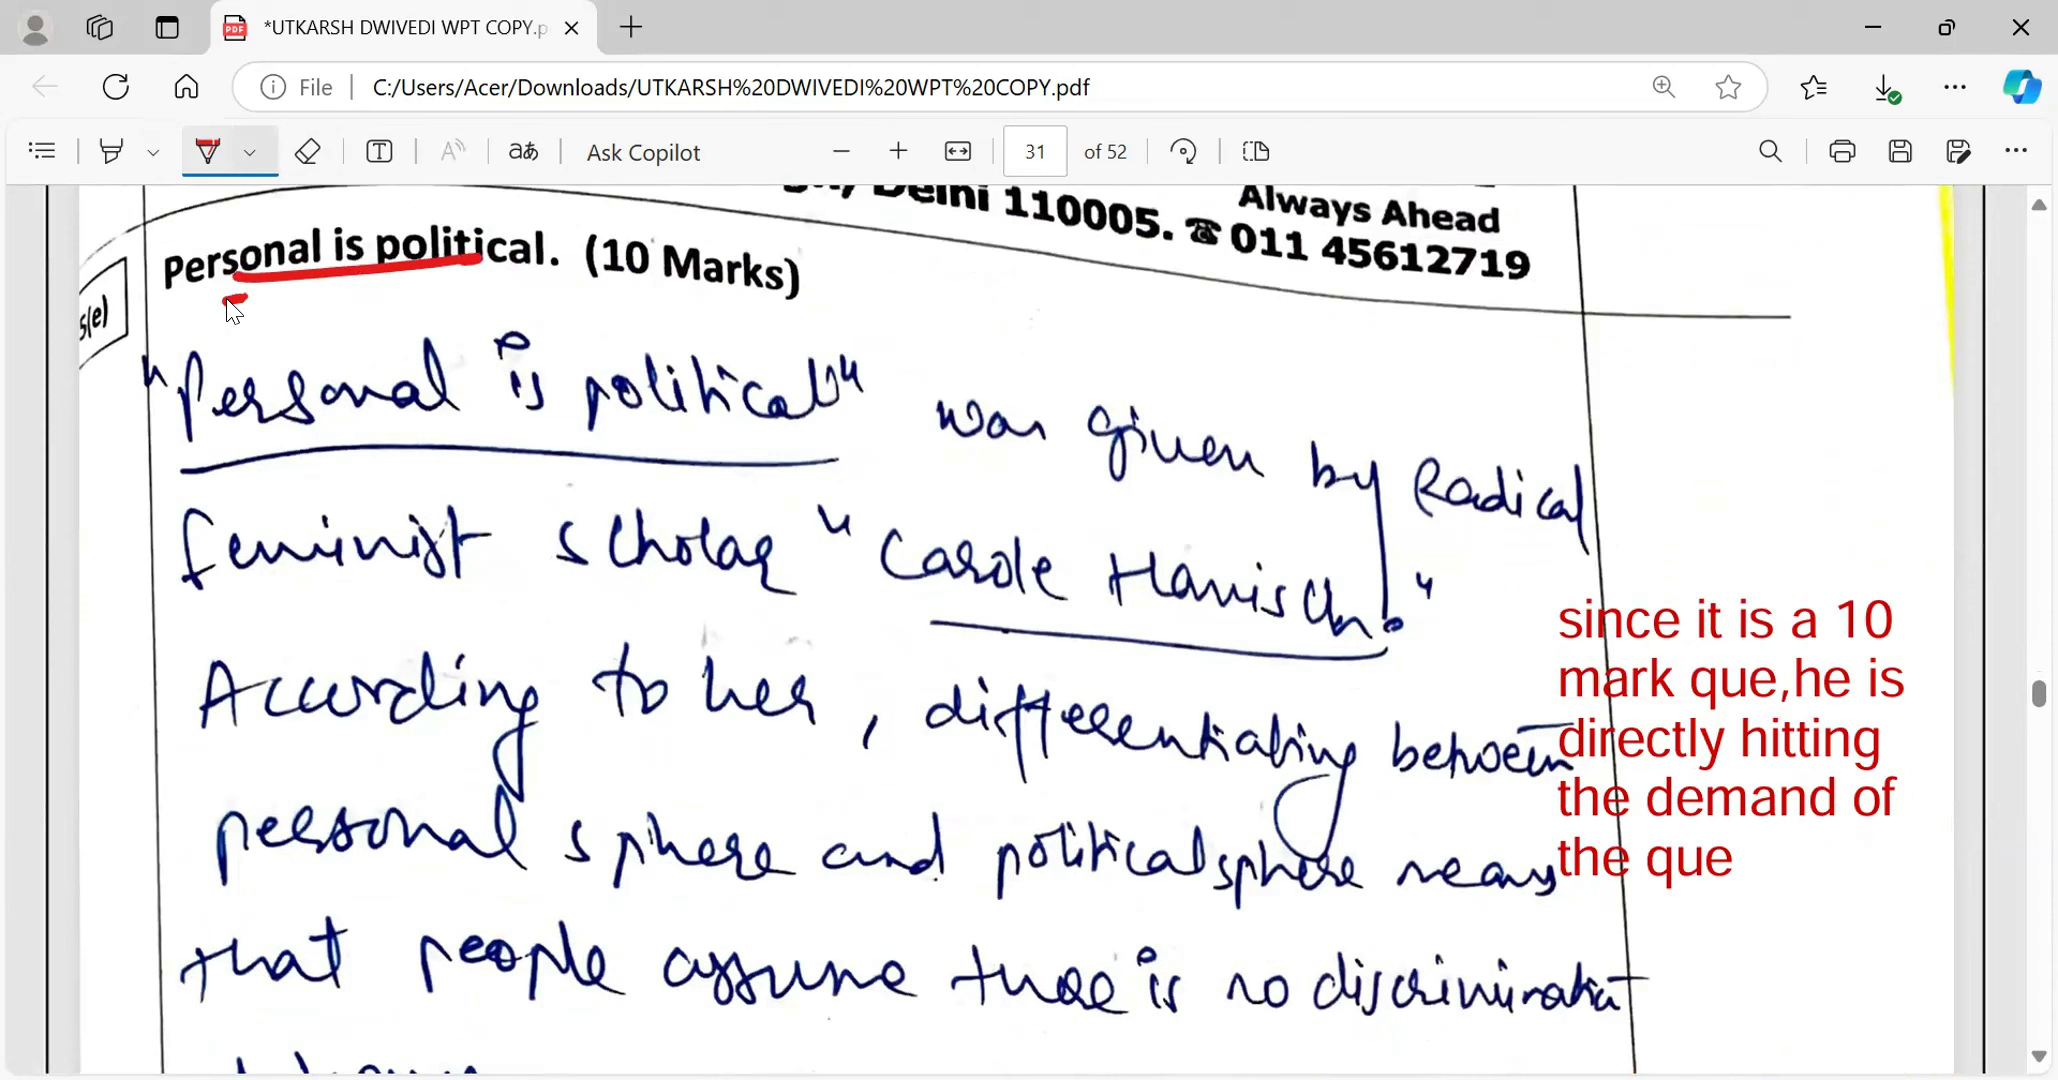 *UTKARSH DWIVEDI WPT COPY.p
File
C:/Users/Acer/Downloads/UTKARSH%20DWIVEDI%20WPT%20COPY.pdf
Ask Copilot
31 of 52
Delhi 110005. ☎ 011 45612719
Always Ahead
Personal is political. (10 Marks)
5(e)
"Personal is political" was given by Radical
feminist scholar "Carole Hanisch."
According to her, differentiating between
personal sphere and political sphere means
that people assume there is no discrimination
since it is a 10
mark que,he is
directly hitting
the demand of
the que